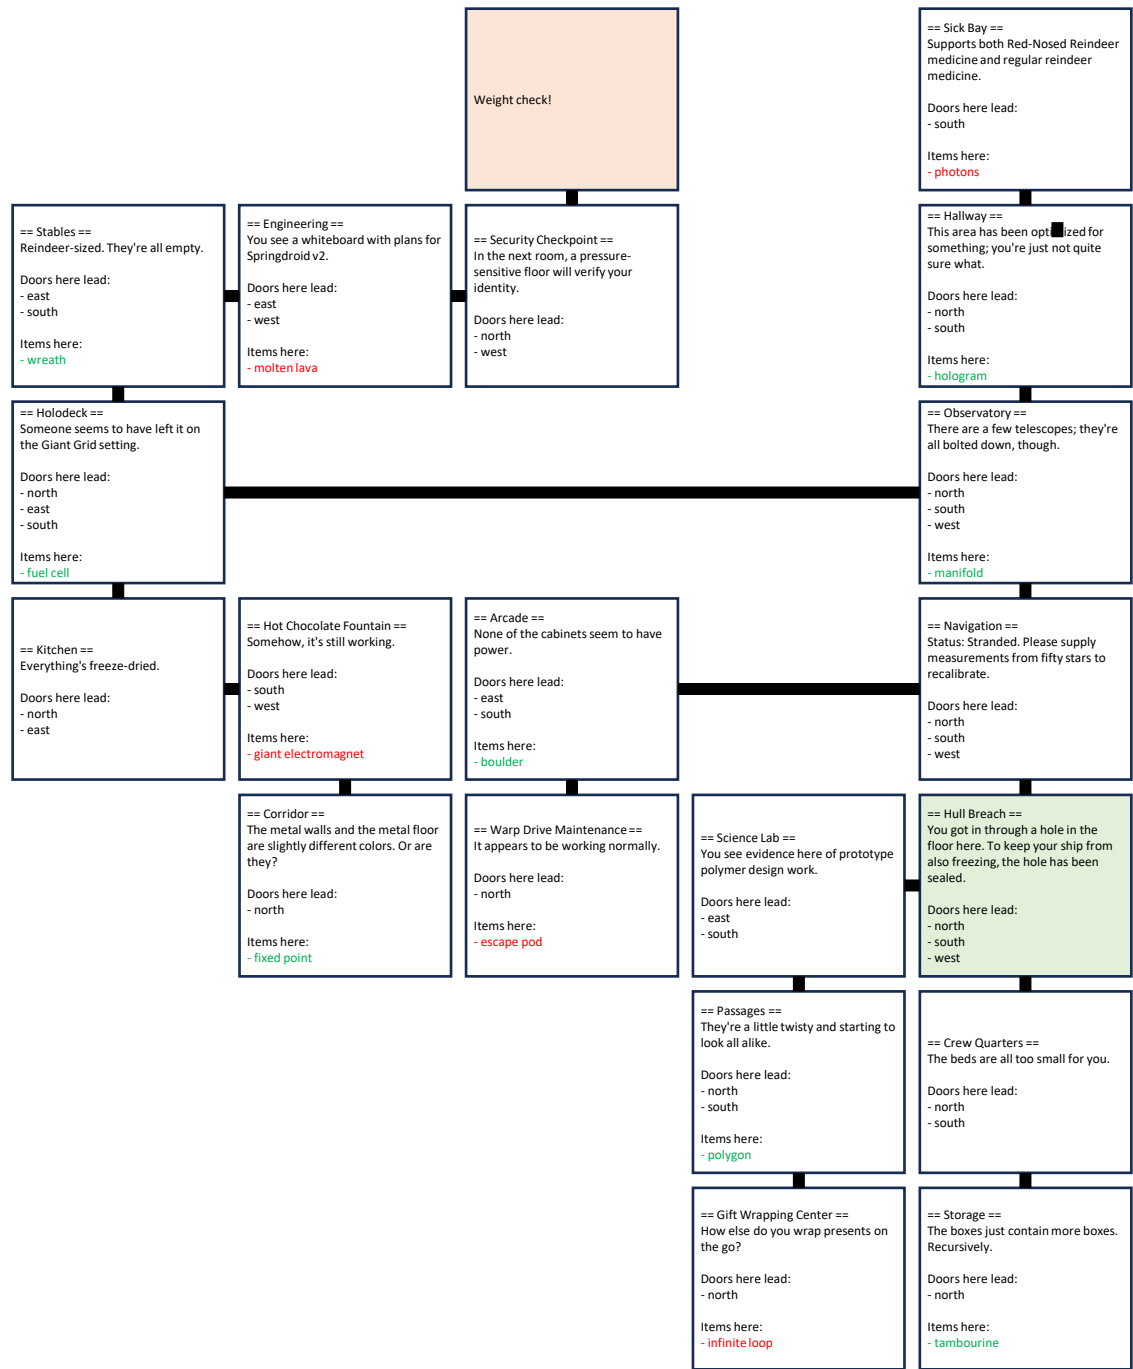 Weight check!
== Sick Bay ==
Supports both Red-Nosed Reindeer
medicine and regular reindeer
medicine.
Doors here lead:
- south
Items here:
- photons
== Stables ==
Reindeer-sized. They're all empty.
Doors here lead:
- east
- south
Items here:
- wreath
== Engineering ==
You see a whiteboard with plans for
Springdroid v2.
Doors here lead:
- east
- west
Items here:
- molten lava
== Security Checkpoint ==
In the next room, a pressure-
sensitive floor will verify your
identity.
Doors here lead:
- north
- west
== Hallway ==
This area has been for
something; you're just not quite
sure what.
Doors here lead:
- north
- south
Items here:
- hologram
== Holodeck ==
Someone seems to have left it on
the Giant Grid setting.
Doors here lead:
- north
- east
- south
Items here:
- fuel cell
== Observatory ==
There are a few telescopes; they're
all bolted down, though.
Doors here lead:
- north
- south
- west
Items here:
- manifold
== Kitchen ==
Everything's freeze-dried.
Doors here lead:
- north
- east
== Hot Chocolate Fountain ==
Somehow, it's still working.
Doors here lead:
- south
- west
Items here:
- giant electromagnet
== Arcade ==
None of the cabinets seem to have
power.
Doors here lead:
- east
- south
Items here:
- boulder
== Navigation ==
Status: Stranded. Please supply
measurements from fifty stars to
recalibrate.
Doors here lead:
- north
- south
- west
== Corridor ==
The metal walls and the metal floor
are slightly different colors. Or are
they?
Doors here lead:
- north
Items here:
- fixed point
== Warp Drive Maintenance ==
It appears to be working normally.
Doors here lead:
- north
Items here:
- escape pod
== Science Lab ==
You see evidence here of prototype
polymer design work.
Doors here lead:
- east
- south
== Hull Breach ==
You got in through a hole in the
floor here. To keep your ship from
also freezing, the hole has been
sealed.
Doors here lead:
- north
- south
- west
== Passages ==
They're a little twisty and starting to
look all alike.
Doors here lead:
- north
- south
Items here:
- polygon
== Crew Quarters ==
The beds are all too small for you.
Doors here lead:
- north
- south
== Gift Wrapping Center ==
How else do you wrap presents on
the go?
Doors here lead:
- north
Items here:
- infinite loop
== Storage ==
The boxes just contain more boxes.
Recursively.
Doors here lead:
- north
Items here:
- tambourine